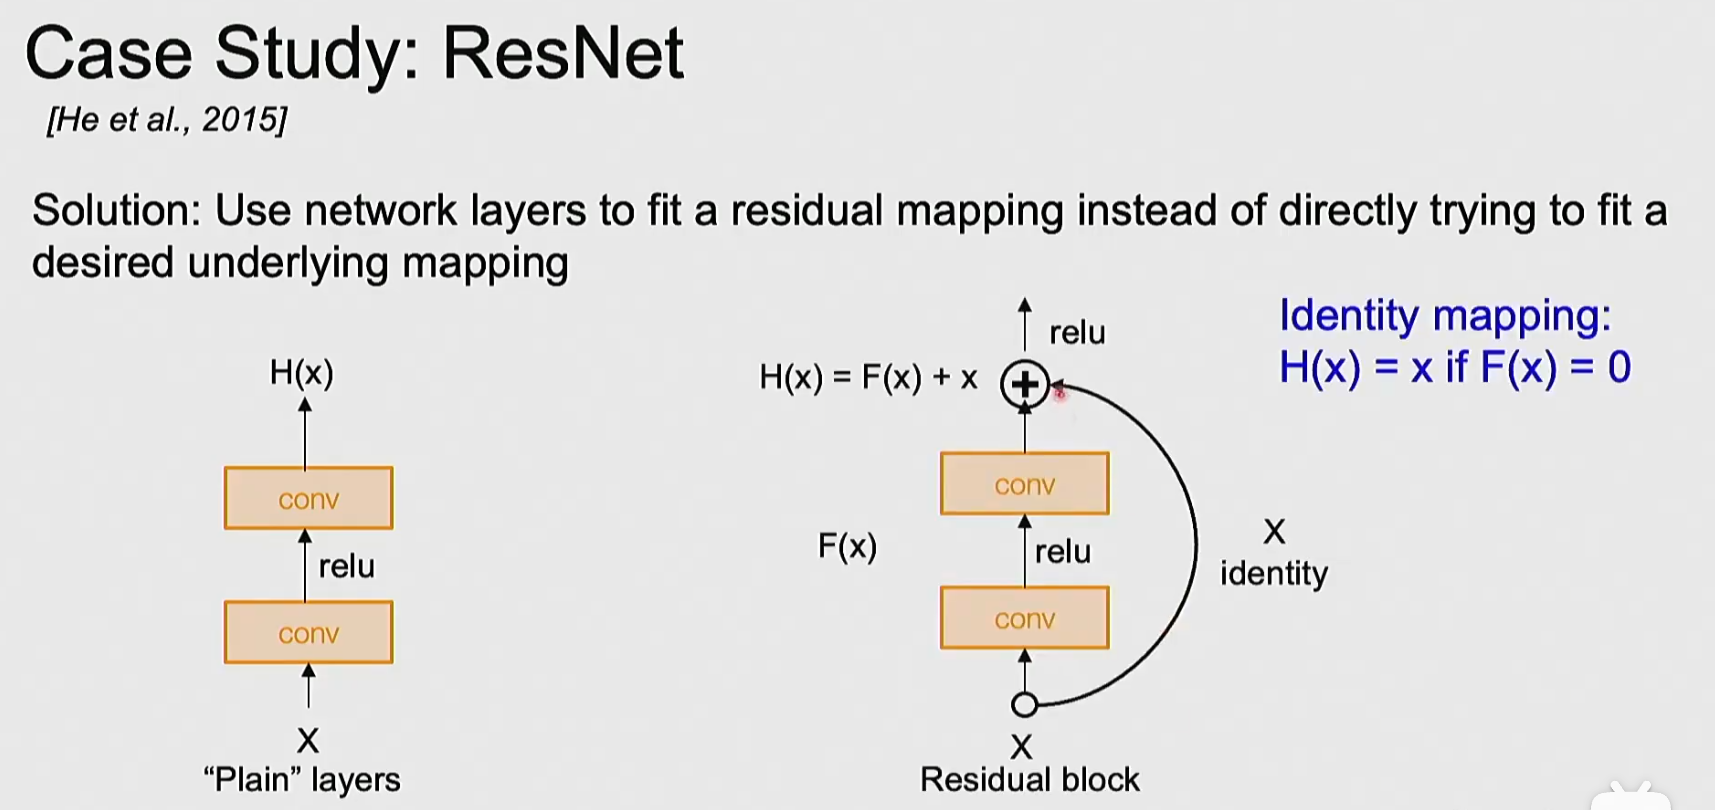 Case Study: ResNet
[He et al., 2015]
Solution: Use network layers to fit a residual mapping instead of directly trying to fit a
desired underlying mapping
H(x)
conv
relu
conv
X
“Plain” layers
relu
H(x) = F(x) + x
conv
F(x)
relu
conv
X
identity
X
Residual block
Identity mapping:
H(x) = x if F(x) = 0